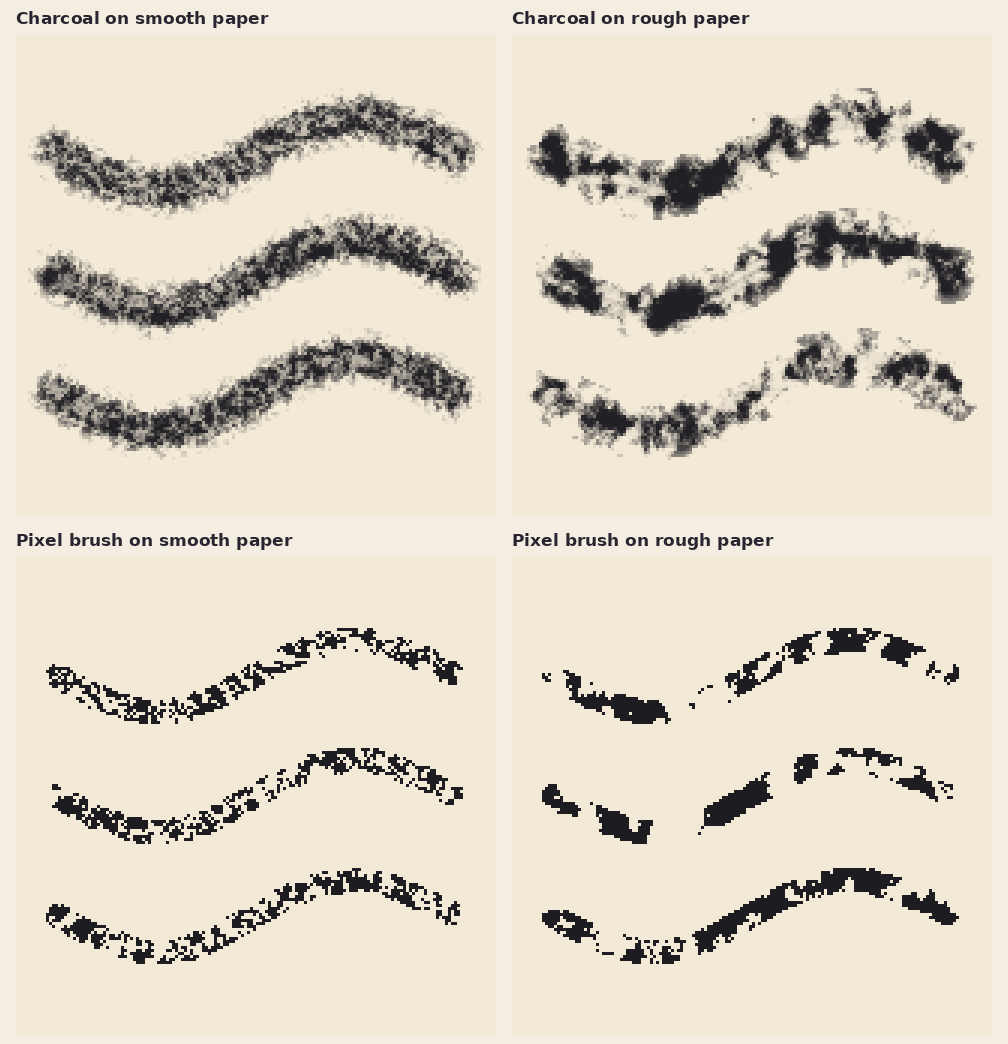 Charcoal on smooth paper
Charcoal on rough paper
Pixel brush on smooth paper
Pixel brush on rough paper